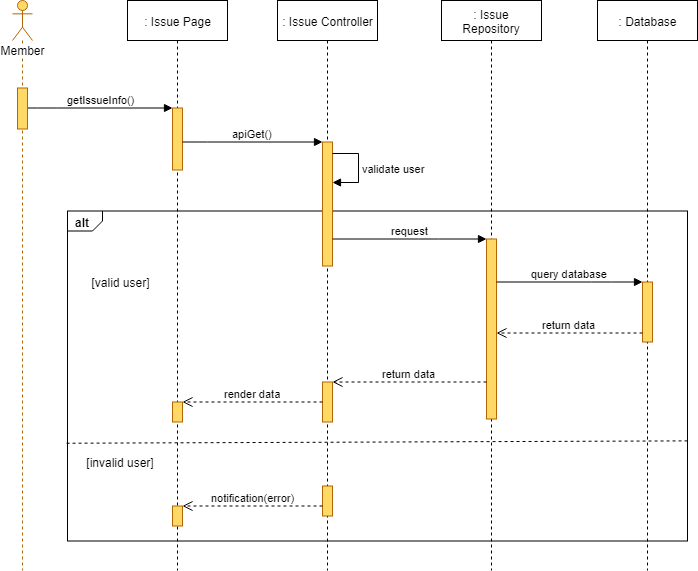 : Issue Page
: Issue Controller
: Issue
Repository
: Database
Member
getIssueInfo()
apiGet()
validate user
alt
request
[valid user]
query database
return data
return data
render data
[invalid user]
notification(error)